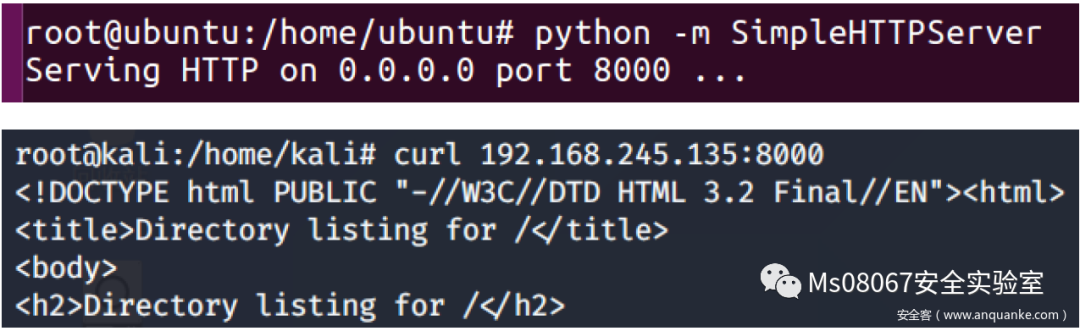 root@ubuntu:/home/ubuntu# python -m SimpleHTTPServer
Serving HTTP on 0.0.0.0 port 8000 ...
root@kali:/home/kali# curl 192.168.245.135:8000
<!DOCTYPE html PUBLIC "-//W3C//DTD HTML 3.2 Final//EN"><html>
<title>Directory listing for /</title>
<body>
<h2>Directory listing for /</h2>
Ms08067安全实验室
安全客（www.anquanke.com）